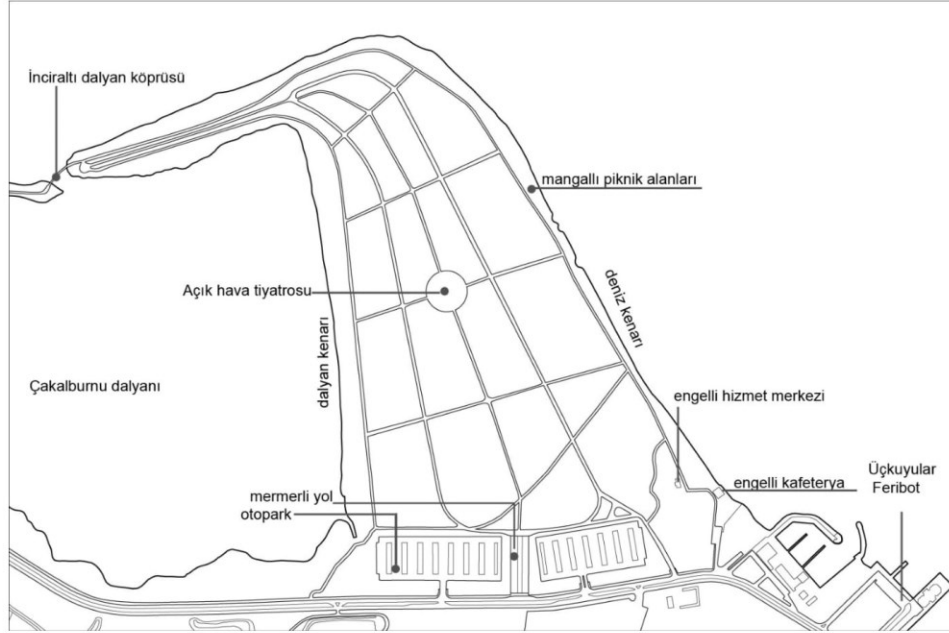 İnciraltı dalyan köprüsü
mangallı piknik alanları
Açık hava tiyatrosu
deniz kenarı
dalyan kenarı
Çakalburnu dalyanı
engelli hizmet merkezi
Üçkuyular
Feribot
engelli kafeterya
mermerli yol
otopark